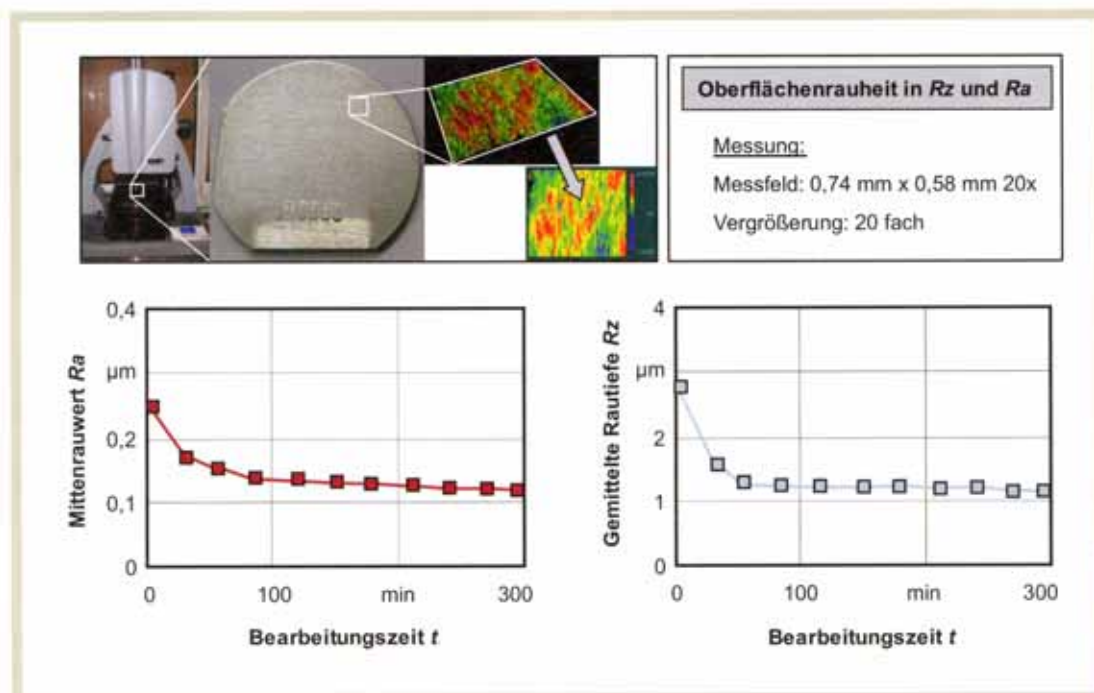 Oberflächenrauheit in Rz und Ra
Messung:
Messfeld: 0,74 mm x 0,58 mm 20x
Vergrößerung: 20 fach
Mittenrauwert Ra
0,4
µm
0,2
0,1
0
0
100
min
300
Bearbeitungszeit t
Gemittelte Rautiefe Rz
4
µm
2
1
0
0
100
min
300
Bearbeitungszeit t